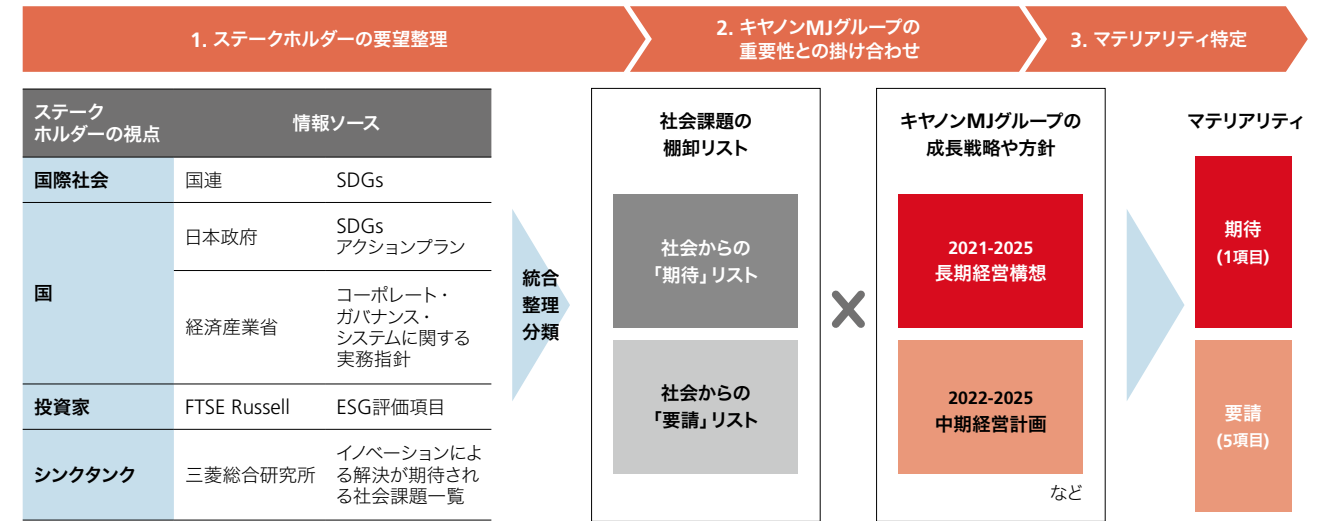 1. ステークホルダーの要望整理
2. キヤノンMJグループの
重要性との掛け合わせ
3. マテリアリティ特定
ステーク
ホルダーの視点
情報ソース
国際社会
国連
SDGs
国
日本政府
SDGs
アクションプラン
経済産業省
コーポレート・
ガバナンス・
システムに関する
実務指針
投資家
FTSE Russell
ESG評価項目
シンクタンク
三菱総合研究所
イノベーションによ
る解決が期待され
る社会課題一覧
統合
整理
分類
社会課題の
棚卸リスト
社会からの
「期待」リスト
社会からの
「要請」リスト
×
キヤノンMJグループの
成長戦略や方針
2021-2025
長期経営構想
2022-2025
中期経営計画
など
マテリアリティ
期待
(1項目)
要請
(5項目)